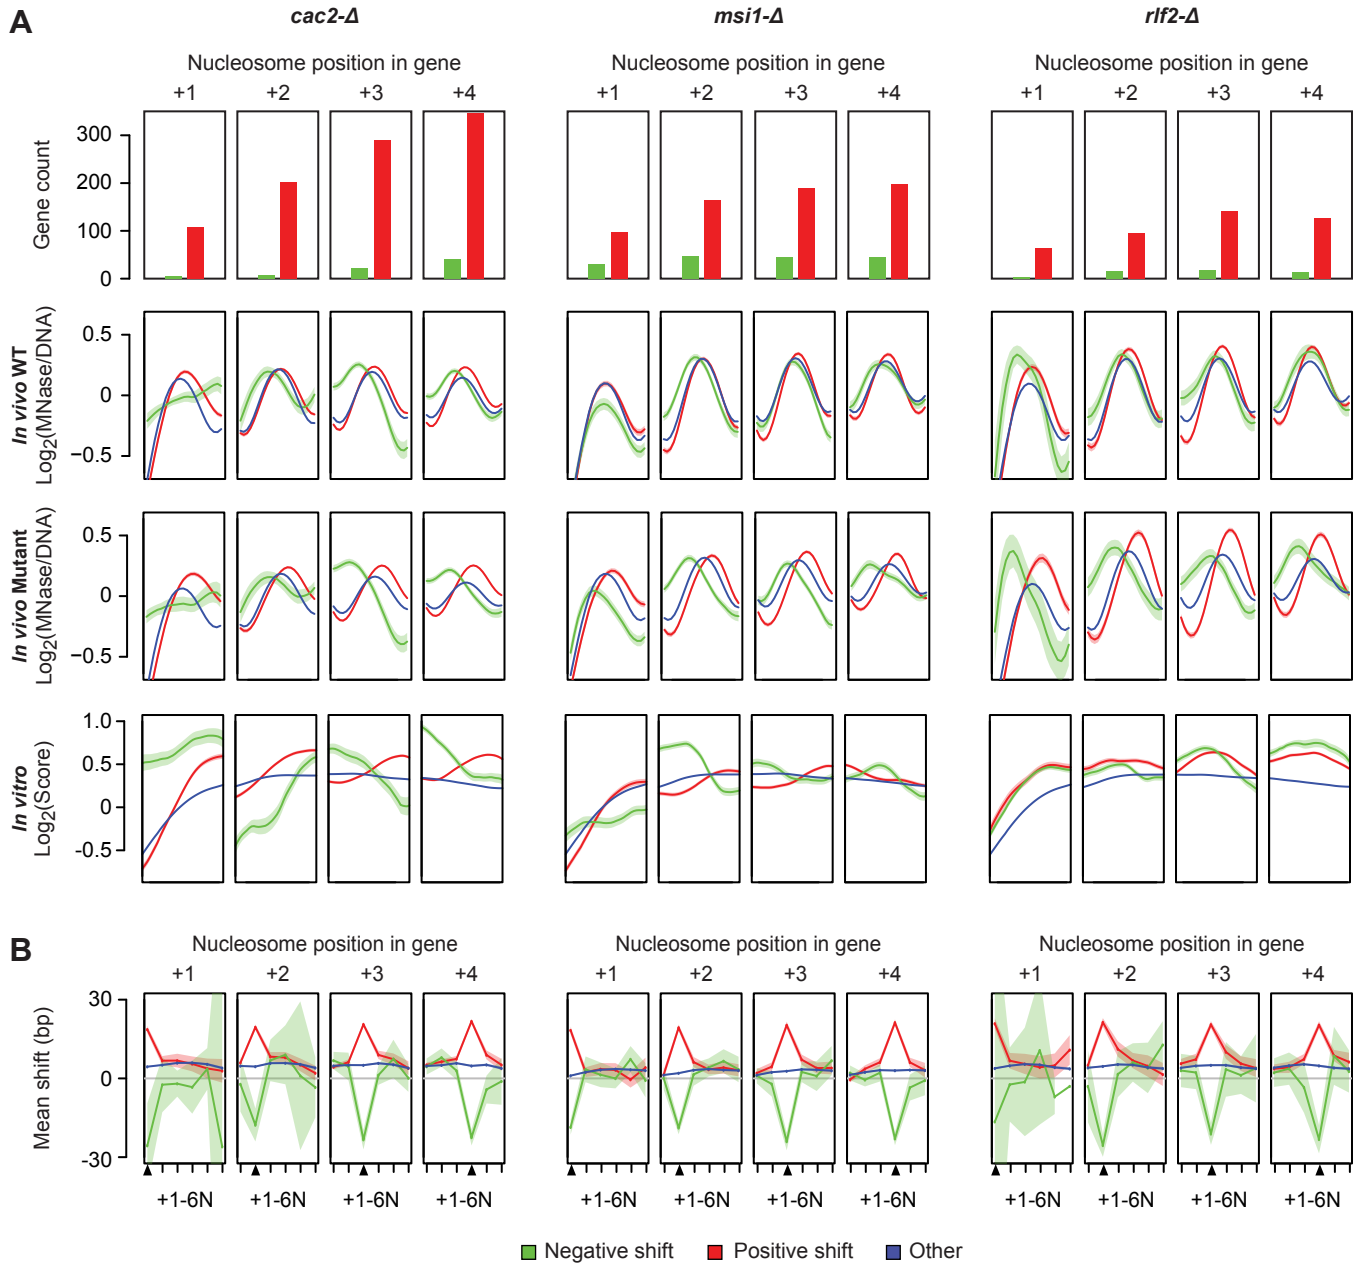 A
cac2-Δ msi1-Δ rlf2-Δ
Nucleosome position in gene Nucleosome position in gene Nucleosome position in gene
+1 +2 +3 +4 +1 +2 +3 +4 +1 +2 +3 +4
Gene count
300
200
100
0
In vivo WT
Log2(MNase/DNA)
0.5
0
−0.5
In vivo Mutant
Log2(MNase/DNA)
0.5
0
−0.5
In vitro
Log2(Score)
1.0
0.5
0
-0.5
B
Nucleosome position in gene Nucleosome position in gene Nucleosome position in gene
+1 +2 +3 +4 +1 +2 +3 +4 +1 +2 +3 +4
Mean shift (bp)
30
0
-30
+1-6N +1-6N +1-6N +1-6N +1-6N +1-6N +1-6N +1-6N +1-6N +1-6N +1-6N +1-6N
Negative shift Positive shift Other